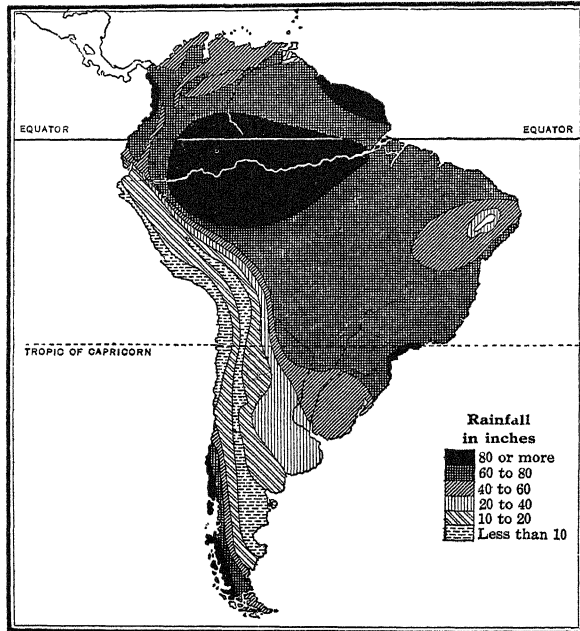 EQUATOR EQUATOR
TROPIC OF CAPRICORN
Rainfall
in inches
80 or more
60 to 80
40 to 60
20 to 40
10 to 20
Less than 10